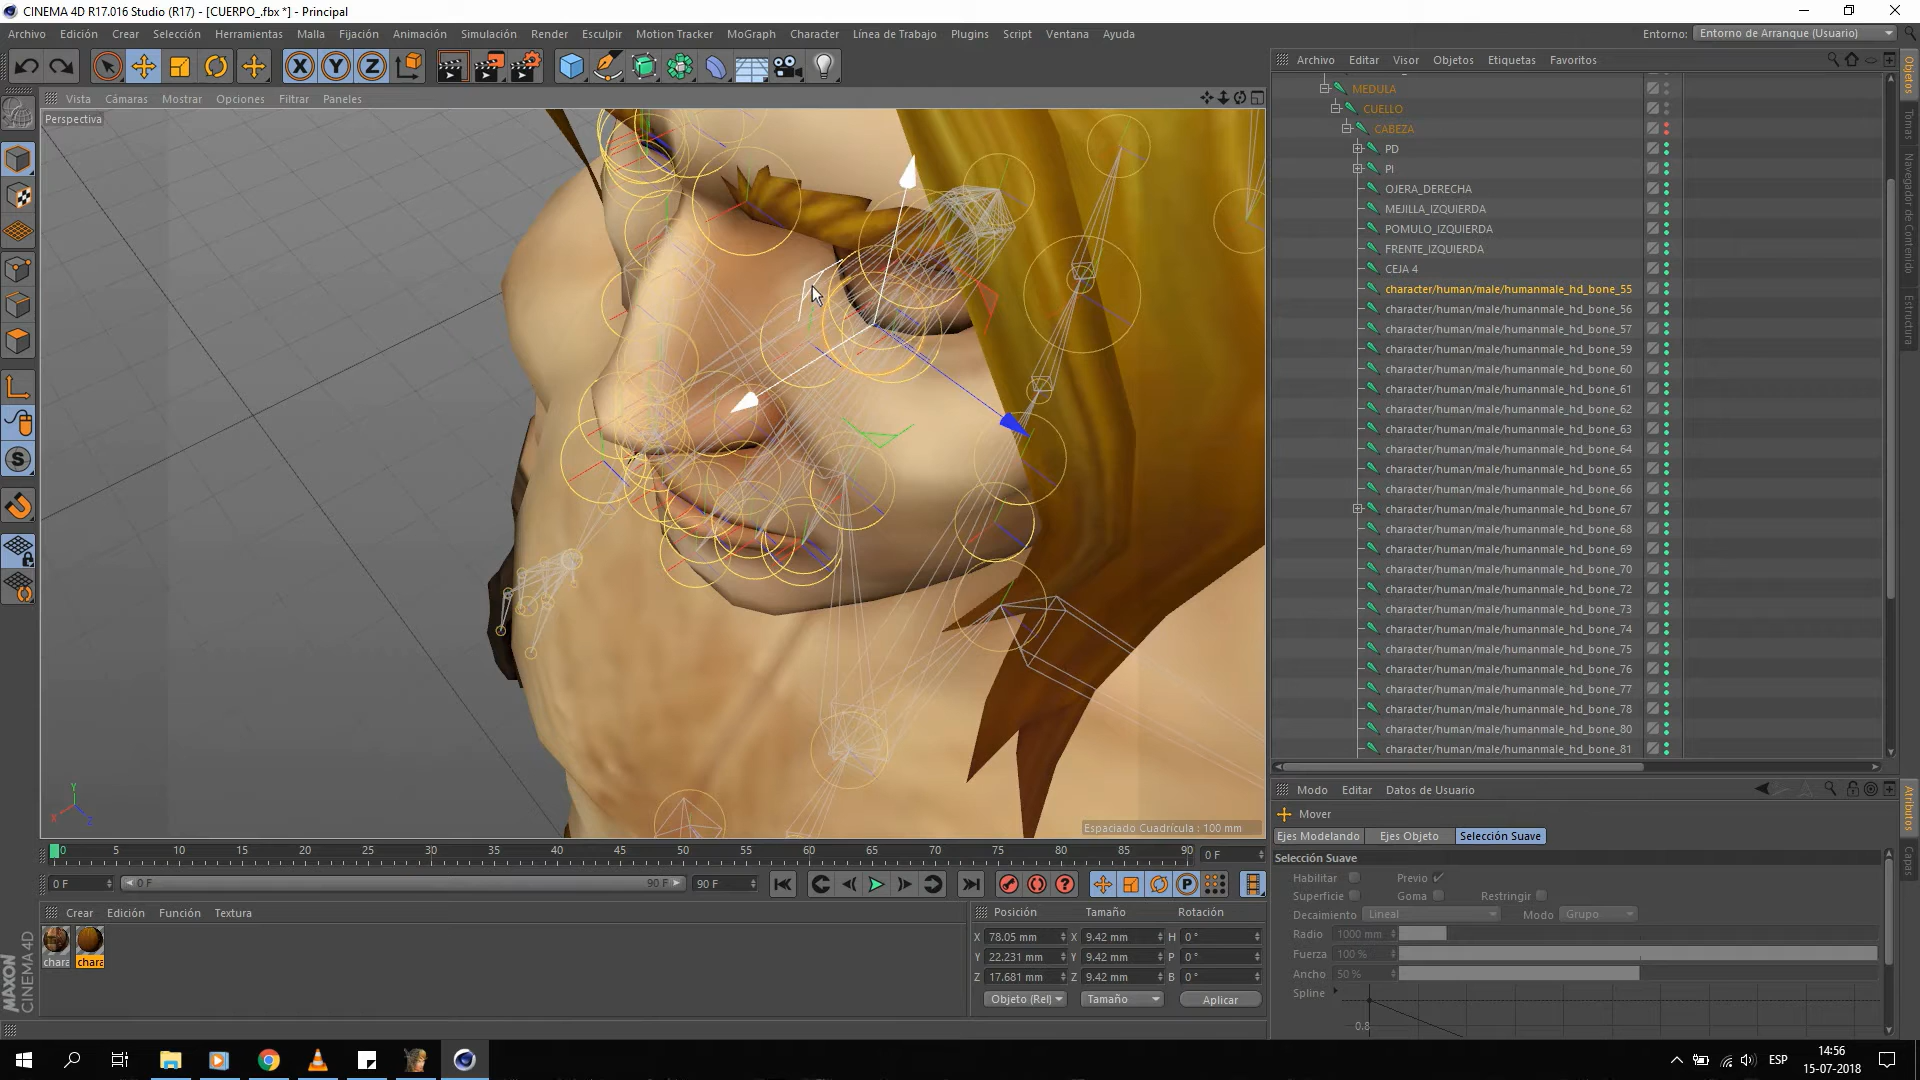 CINEMA 4D R17.016 Studio (R17) - [CUERPO_.fbx *] - Principal
Archivo Edición Crear Selección Herramientas Malla Fijación Animación Simulación Render Esculpir Motion Tracker MoGraph Character Línea de Trabajo Plugins Script Ventana Ayuda
Entorno: Entorno de Arranque (Usuario)
Vista Cámaras Mostrar Opciones Filtrar Paneles
Perspectiva
Archivo Editar Visor Objetos Etiquetas Favoritos
MEDULA
CUELLO
CABEZA
PD
PI
OJERA_DERECHA
MEJILLA_IZQUIERDA
POMULO_IZQUIERDA
FRENTE_IZQUIERDA
CEJA 4
character/human/male/humanmale_hd_bone_55
character/human/male/humanmale_hd_bone_56
character/human/male/humanmale_hd_bone_57
character/human/male/humanmale_hd_bone_59
character/human/male/humanmale_hd_bone_60
character/human/male/humanmale_hd_bone_61
character/human/male/humanmale_hd_bone_62
character/human/male/humanmale_hd_bone_63
character/human/male/humanmale_hd_bone_64
character/human/male/humanmale_hd_bone_65
character/human/male/humanmale_hd_bone_66
character/human/male/humanmale_hd_bone_67
character/human/male/humanmale_hd_bone_68
character/human/male/humanmale_hd_bone_69
character/human/male/humanmale_hd_bone_70
character/human/male/humanmale_hd_bone_72
character/human/male/humanmale_hd_bone_73
character/human/male/humanmale_hd_bone_74
character/human/male/humanmale_hd_bone_75
character/human/male/humanmale_hd_bone_76
character/human/male/humanmale_hd_bone_77
character/human/male/humanmale_hd_bone_78
character/human/male/humanmale_hd_bone_80
character/human/male/humanmale_hd_bone_81
Objetos
Tomas
Navegador de Contenido
Estructura
Y
X
Z
Espaciado Cuadrícula : 100 mm
0 5 10 15 20 25 30 35 40 45 50 55 60 65 70 75 80 85 90 0 F
0 F 0 F 90 F 90 F
Crear Edición Función Textura
chara chara
MAXON
CINEMA 4D
Posición Tamaño Rotación
X 78.05 mm X 9.42 mm H 0 °
Y 22.231 mm Y 9.42 mm P 0 °
Z 17.681 mm Z 9.42 mm B 0 °
Objeto (Rel) Tamaño Aplicar
Modo Editar Datos de Usuario
Mover
Ejes Modelando Ejes Objeto Selección Suave
Selección Suave
Habilitar Previo
Superficie Goma Restringir
Decaimiento Lineal Modo Grupo
Radio 1000 mm
Fuerza 100 %
Ancho 50 %
Spline
0.8
Atributos
Capas
ESP
14:56
15-07-2018